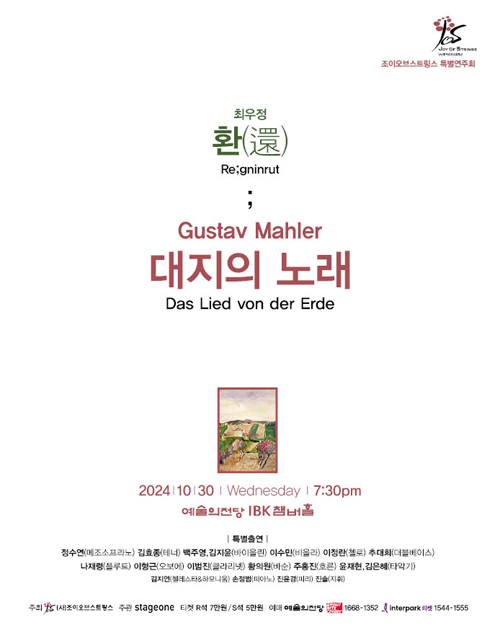 JOY OF STRINGS
조이오브스트링스 특별연주회
최우정
환(還)
Re;gninrut
;
Gustav Mahler
대지의 노래
Das Lied von der Erde
2024|10|30 | Wednesday | 7:30pm
예술의전당 IBK챔버홀
| 특별출연 |
정수연(메조소프라노) 김효종(테너) 백주영,김지윤(바이올린) 이수민(비올라) 이정란(첼로) 추대희(더블베이스)
나채령(플루트) 이형근(오보에) 이범진(클라리넷) 황의원(바순) 주홍진(호른) 윤재현,김은혜(타악기)
김지연(첼레스타&하모니움) 손정범(피아노) 진윤경(피리) 진솔(지휘)
주최 (사)조이오브스트링스 주관 stageone 티켓 R석 7만원 / S석 5만원 예매 예술의전당 1668-1352 interpark 티켓 1544-1555